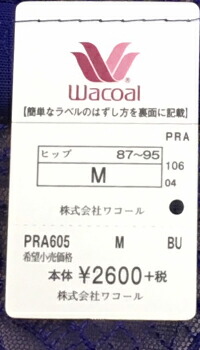 Wacoal
【簡単なラベルのはずし方を裏面に記載】
PRA
ヒップ 87~95
M
106
04
株式会社ワコール
PRA605 M BU
希望小売価格
本体 ¥2600+税
株式会社ワコール